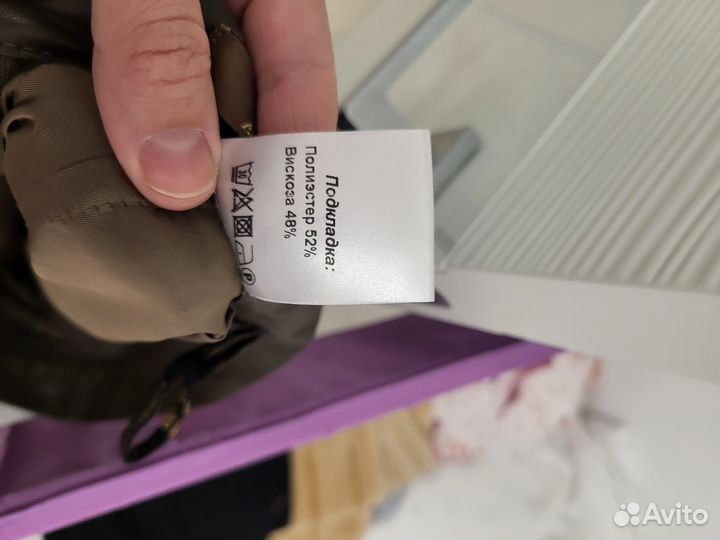 Подкладка:
Полиэстер 52%
Вискоза 48%
30
P
Avito